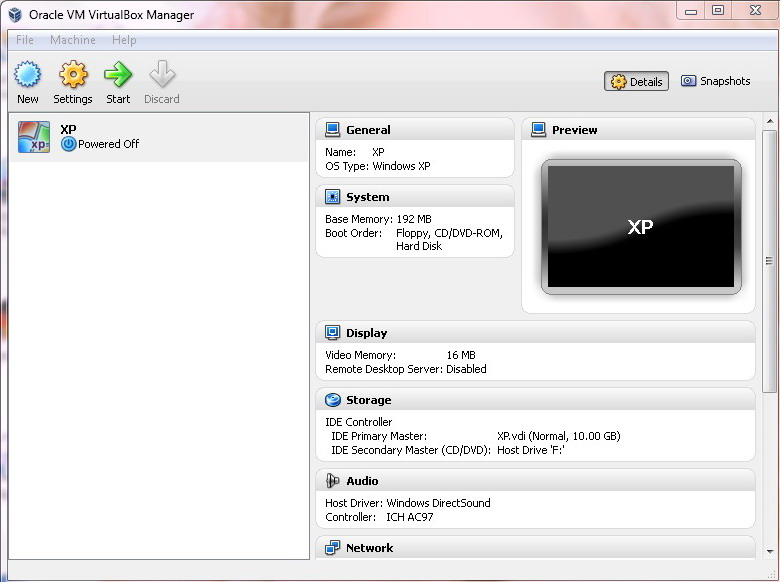 Oracle VM VirtualBox Manager
File Machine Help
New Settings Start Discard
Details Snapshots
XP
Powered Off
xp
General
Name: XP
OS Type: Windows XP
System
Base Memory: 192 MB
Boot Order: Floppy, CD/DVD-ROM,
Hard Disk
Preview
XP
Display
Video Memory: 16 MB
Remote Desktop Server: Disabled
Storage
IDE Controller
IDE Primary Master: XP.vdi (Normal, 10.00 GB)
IDE Secondary Master (CD/DVD): Host Drive 'F:'
Audio
Host Driver: Windows DirectSound
Controller: ICH AC97
Network